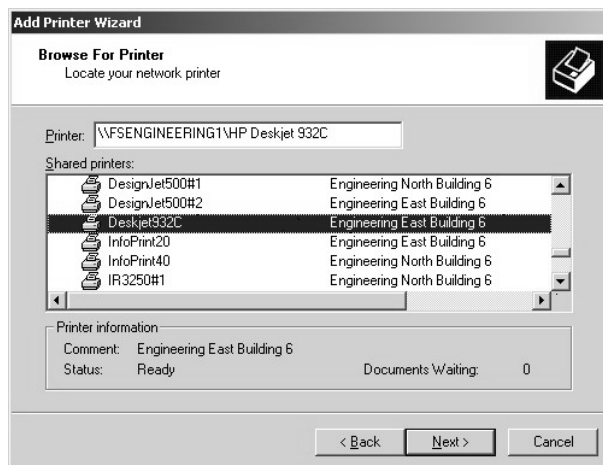 Add Printer Wizard
Browse For Printer
Locate your network printer
Printer: \\FSENGINEERING1\HP Deskjet 932C
Shared printers:
DesignJet500#1 Engineering North Building 6
DesignJet500#2 Engineering East Building 6
Deskjet932C Engineering East Building 6
InfoPrint20 Engineering East Building 6
InfoPrint40 Engineering North Building 6
IR3250#1 Engineering North Building 6
Printer information
Comment: Engineering East Building 6
Status: Ready Documents Waiting: 0
< Back Next > Cancel